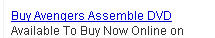 Buy Avengers Assemble DVD
Available To Buy Now Online on